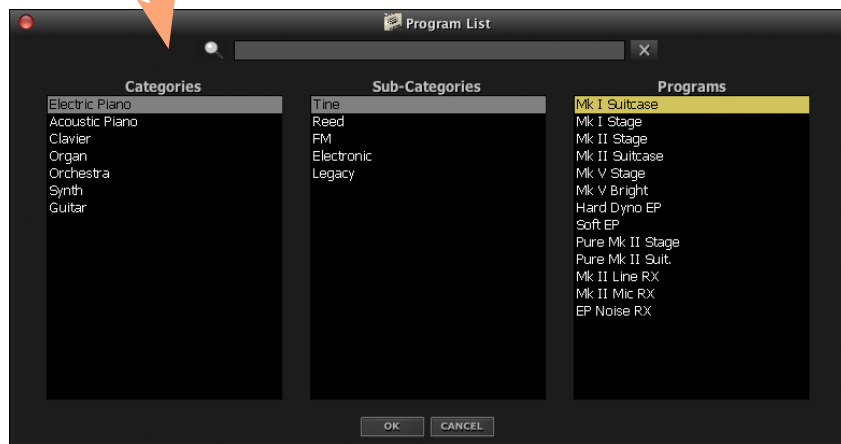 Program List
X
Categories
Electric Piano
Acoustic Piano
Clavier
Organ
Orchestra
Synth
Guitar
Sub-Categories
Tine
Reed
FM
Electronic
Legacy
Programs
Mk I Suitcase
Mk I Stage
Mk II Stage
Mk II Suitcase
Mk V Stage
Mk V Bright
Hard Dyno EP
Soft EP
Pure Mk II Stage
Pure Mk II Suit.
Mk II Line RX
Mk II Mic RX
EP Noise RX
OK
CANCEL